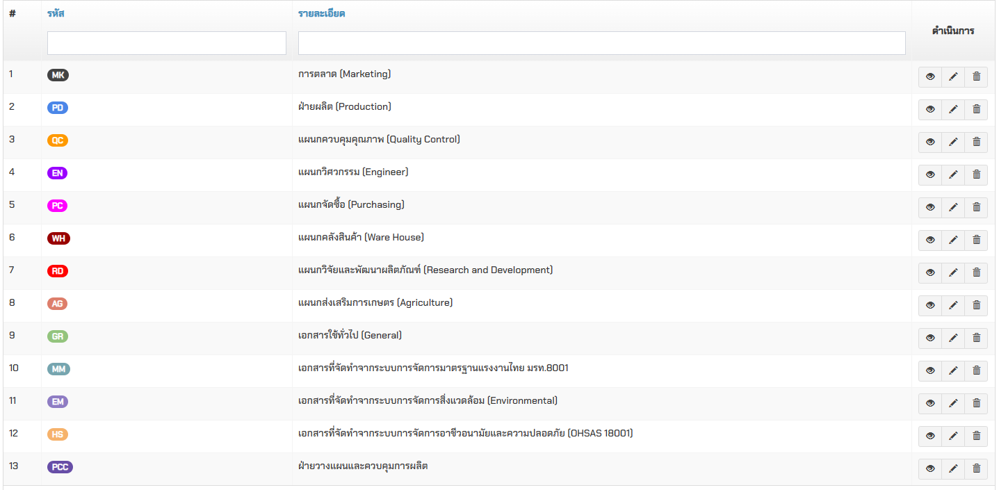 # รหัส รายละเอียด
ดำเนินการ
1 MK การตลาด (Marketing)
2 PD ฝ่ายผลิต (Production)
3 QC แผนกควบคุมคุณภาพ (Quality Control)
4 EN แผนกวิศวกรรม (Engineer)
5 PC แผนกจัดซื้อ (Purchasing)
6 WH แผนกคลังสินค้า (Ware House)
7 RD แผนกวิจัยและพัฒนาผลิตภัณฑ์ (Research and Development)
8 AG แผนกส่งเสริมการเกษตร (Agriculture)
9 GR เอกสารใช้ทั่วไป (General)
10 MM เอกสารที่จัดทำจากระบบการจัดการมาตรฐานแรงงานไทย มรท.8001
11 EM เอกสารที่จัดทำจากระบบการจัดการสิ่งแวดล้อม (Environmental)
12 HS เอกสารที่จัดทำจากระบบการจัดการอาชีวอนามัยและความปลอดภัย (OHSAS 18001)
13 PCC ฝ่ายวางแผนและควบคุมการผลิต